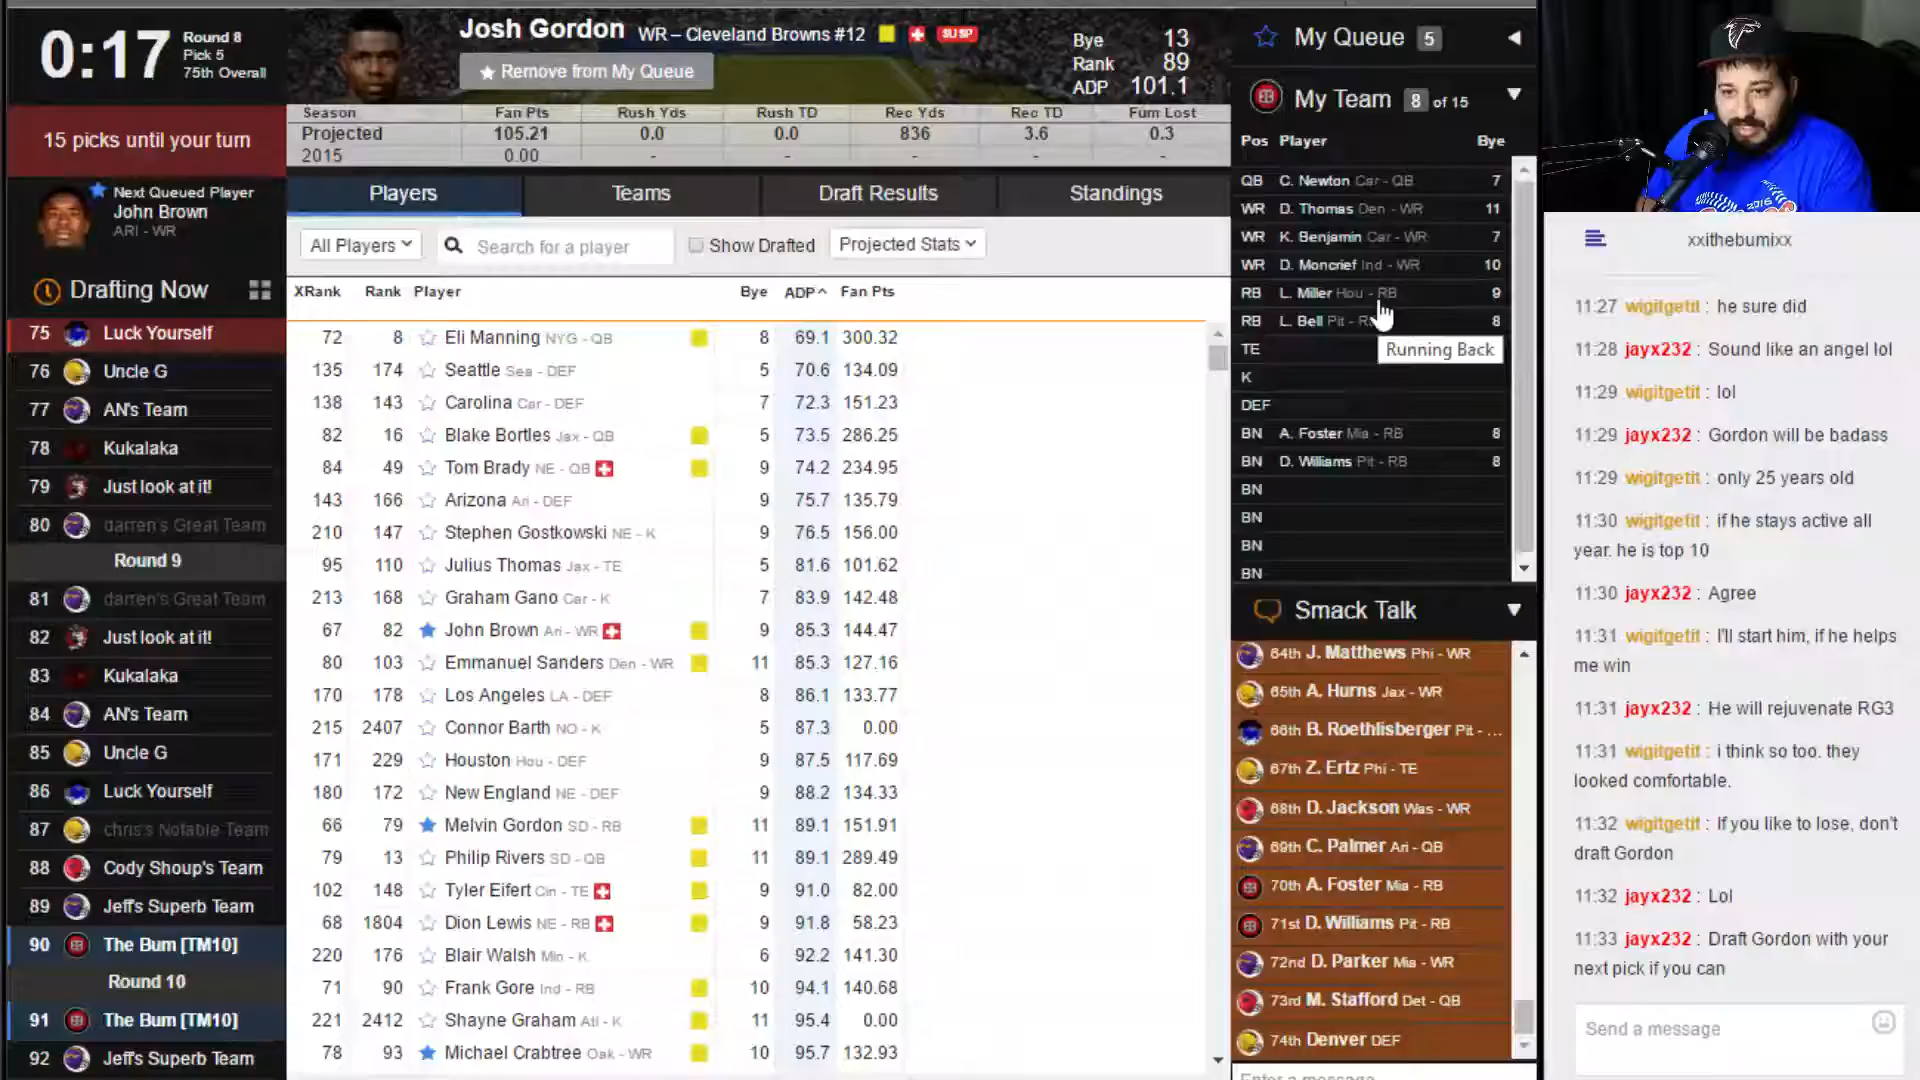 0:17
Round 8
Pick 5
75th Overall
15 picks until your turn
Next Queued Player
John Brown
ARI - WR
Drafting Now
75 Luck Yourself
76 Uncle G
77 AN's Team
78 Kukalaka
79 Just look at it!
80 darren's Great Team
Round 9
81 darren's Great Team
82 Just look at it!
83 Kukalaka
84 AN's Team
85 Uncle G
86 Luck Yourself
87 chris's Notable Team
88 Cody Shoup's Team
89 Jeff's Superb Team
90 The Bum [TM10]
Round 10
91 The Bum [TM10]
92 Jeff's Superb Team
Josh Gordon WR – Cleveland Browns #12 SUSP
Remove from My Queue
Bye 13
Rank 89
ADP 101.1
Season Fan Pts Rush Yds Rush TD Rec Yds Rec TD Fum Lost
Projected 105.21 0.0 0.0 836 3.6 0.3
2015 0.00 - - - - -
Players Teams Draft Results Standings
All Players Search for a player Show Drafted Projected Stats
XRank Rank Player Bye ADP^ Fan Pts
72 8 Eli Manning NYG - QB 8 69.1 300.32
135 174 Seattle Sea - DEF 5 70.6 134.09
138 143 Carolina Car - DEF 7 72.3 151.23
82 16 Blake Bortles Jax - QB 5 73.5 286.25
84 49 Tom Brady NE - QB 9 74.2 234.95
143 166 Arizona Ari - DEF 9 75.7 135.79
210 147 Stephen Gostkowski NE - K 9 76.5 156.00
95 110 Julius Thomas Jax - TE 5 81.6 101.62
213 168 Graham Gano Car - K 7 83.9 142.48
67 82 John Brown Ari - WR 9 85.3 144.47
80 103 Emmanuel Sanders Den - WR 11 85.3 127.16
170 178 Los Angeles LA - DEF 8 86.1 133.77
215 2407 Connor Barth NO - K 5 87.3 0.00
171 229 Houston Hou - DEF 9 87.5 117.69
180 172 New England NE - DEF 9 88.2 134.33
66 79 Melvin Gordon SD - RB 11 89.1 151.91
79 13 Philip Rivers SD - QB 11 89.1 289.49
102 148 Tyler Eifert Cin - TE 9 91.0 82.00
68 1804 Dion Lewis NE - RB 9 91.8 58.23
220 176 Blair Walsh Min - K 6 92.2 141.30
71 90 Frank Gore Ind - RB 10 94.1 140.68
221 2412 Shayne Graham Atl - K 11 95.4 0.00
78 93 Michael Crabtree Oak - WR 10 95.7 132.93
My Queue 5
My Team 8 of 15
Pos Player Bye
QB C. Newton Car - QB 7
WR D. Thomas Den - WR 11
WR K. Benjamin Car - WR 7
WR D. Moncrief Ind - WR 10
RB L. Miller Hou - RB 9
RB L. Bell Pit - 8
TE
Running Back
K
DEF
BN A. Foster Mia - RB 8
BN D. Williams Pit - RB 8
BN
BN
BN
BN
Smack Talk
64th J. Matthews Phi - WR
65th A. Hurns Jax - WR
66th B. Roethlisberger Pit - ...
67th Z. Ertz Phi - TE
68th D. Jackson Was - WR
69th C. Palmer Ari - QB
70th A. Foster Mia - RB
71st D. Williams Pit - RB
72nd D. Parker Mia - WR
73rd M. Stafford Det - QB
74th Denver DEF
Enter a message
2016
xxithebumixx
11:27 wigitgetit : he sure did
11:28 jayx232 : Sound like an angel lol
11:29 wigitgetit : lol
11:29 jayx232 : Gordon will be badass
11:29 wigitgetit : only 25 years old
11:30 wigitgetit : if he stays active all
year. he is top 10
11:30 jayx232 : Agree
11:31 wigitgetit : I'll start him, if he helps
me win
11:31 jayx232 : He will rejuvenate RG3
11:31 wigitgetit : i think so too. they
looked comfortable.
11:32 wigitgetit : If you like to lose, don't
draft Gordon
11:32 jayx232 : Lol
11:33 jayx232 : Draft Gordon with your
next pick if you can
Send a message